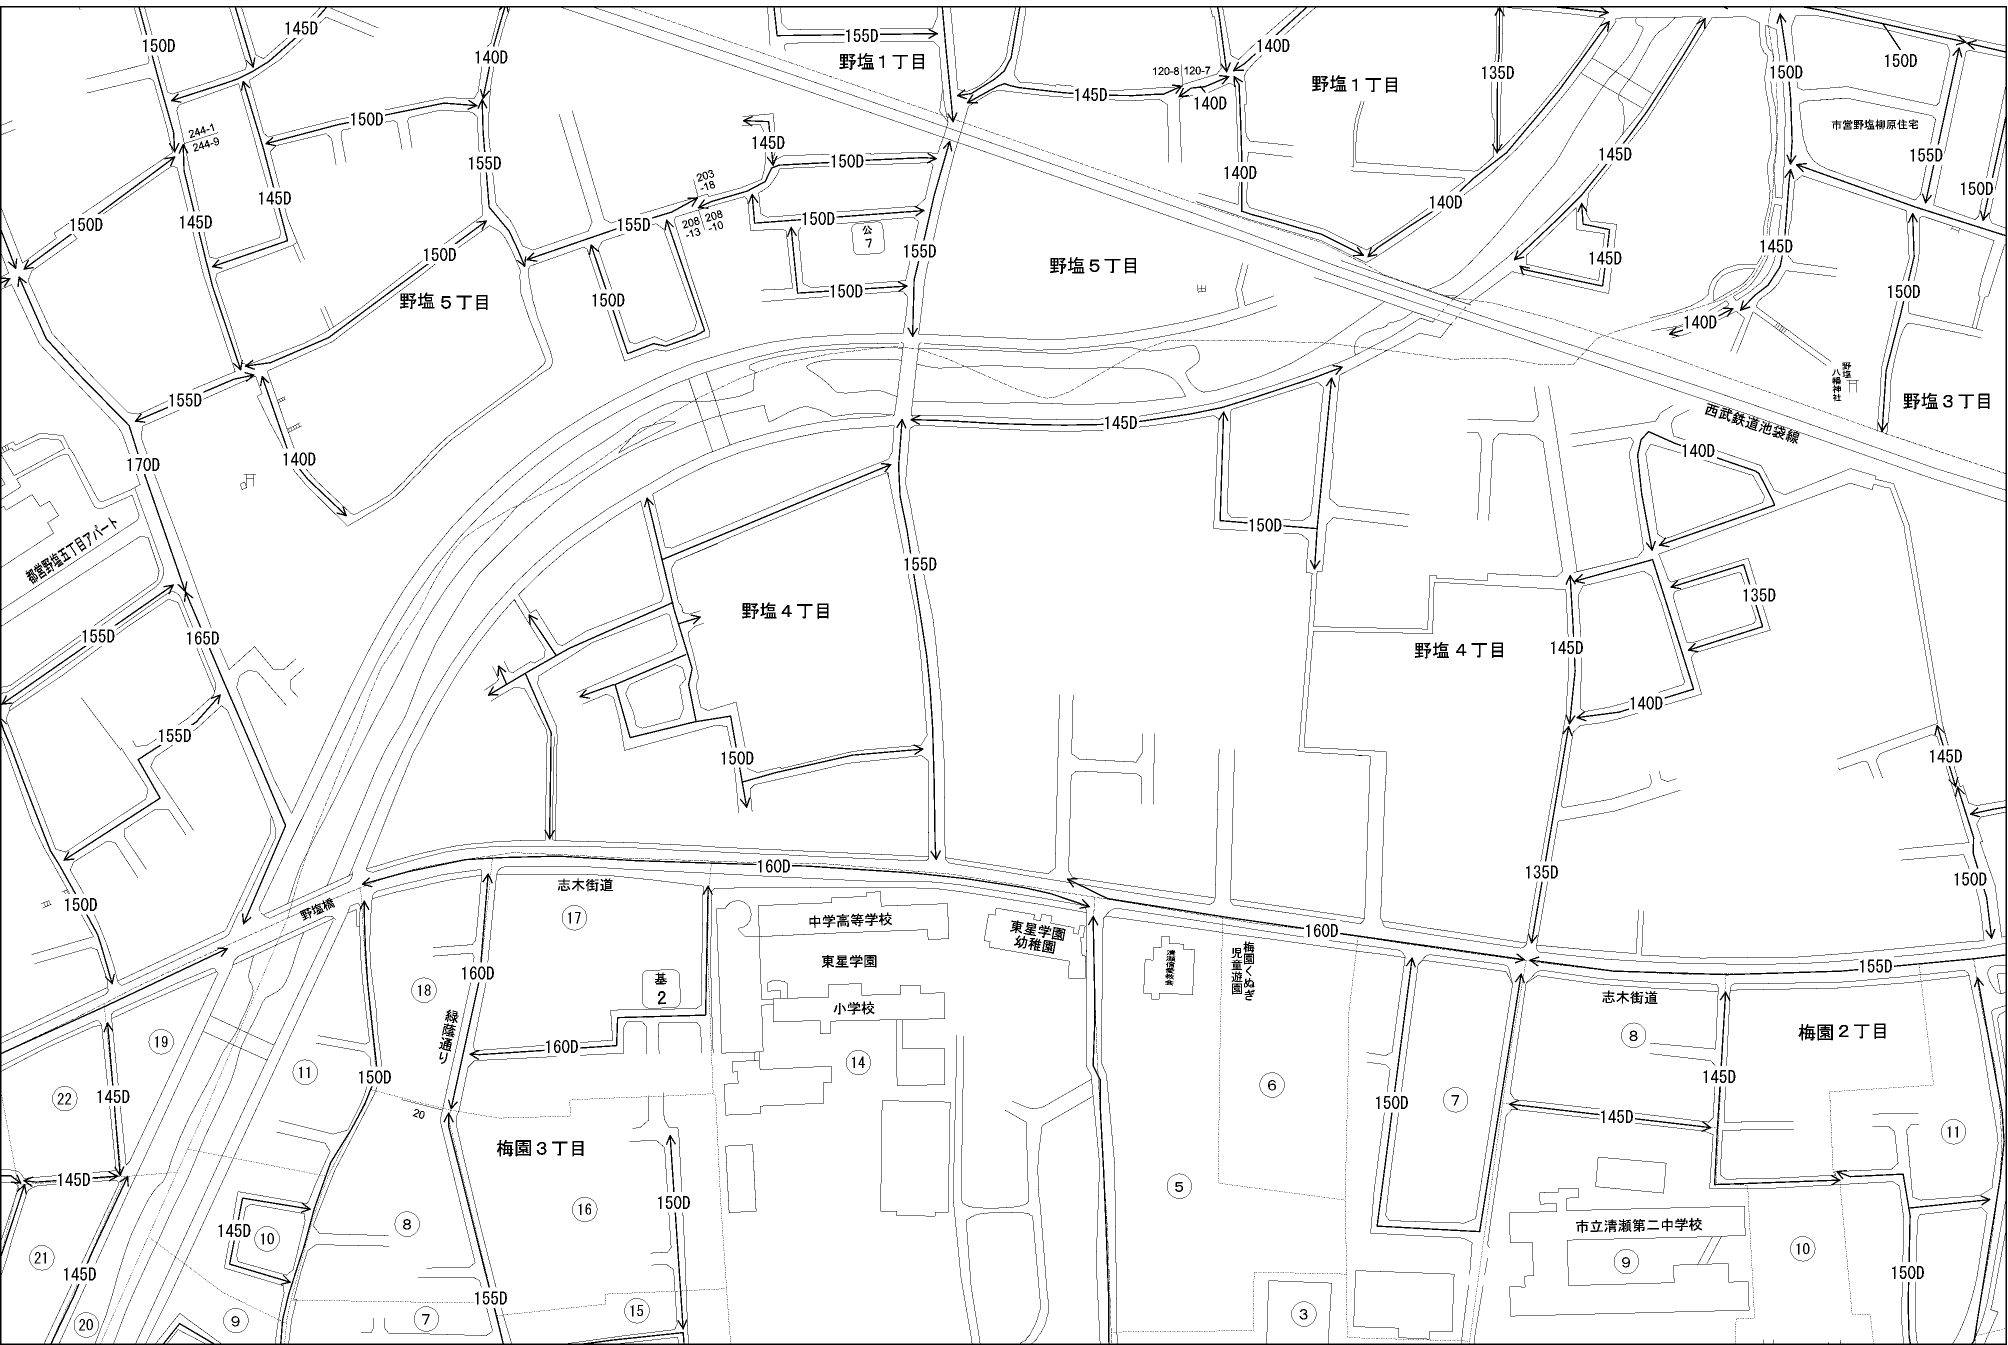 150D
145D
140D
155D
野塩１丁目
140D
120-8
120-7
145D
140D
135D
野塩１丁目
150D
150D
市営野塩柳原住宅
244-1
244-9
150D
155D
145D
150D
203
-18
145D
155D
150D
145D
145D
150D
155D
208
-13
208
-10
150D
公
7
140D
140D
150D
150D
155D
野塩５丁目
145D
145D
150D
野塩５丁目
150D
150D
140D
野塩
八幡神社
155D
145D
西武鉄道池袋線
野塩３丁目
170D
140D
140D
150D
都営野塩五丁目アパート
155D
135D
155D
165D
野塩４丁目
145D
野塩４丁目
140D
155D
150D
145D
160D
135D
150D
150D
志木街道
野塩橋
17
中学高等学校
東星学園
幼稚園
160D
梅園くぬぎ
児童遊園
東星学園
155D
160D
基
2
18
小学校
志木街道
緑蔭通り
8
梅園２丁目
19
160D
14
11
150D
145D
6
22
145D
20
150D
7
145D
11
梅園３丁目
145D
5
150D
16
145D
10
8
市立清瀬第二中学校
21
145D
9
10
150D
155D
15
3
20
9
7